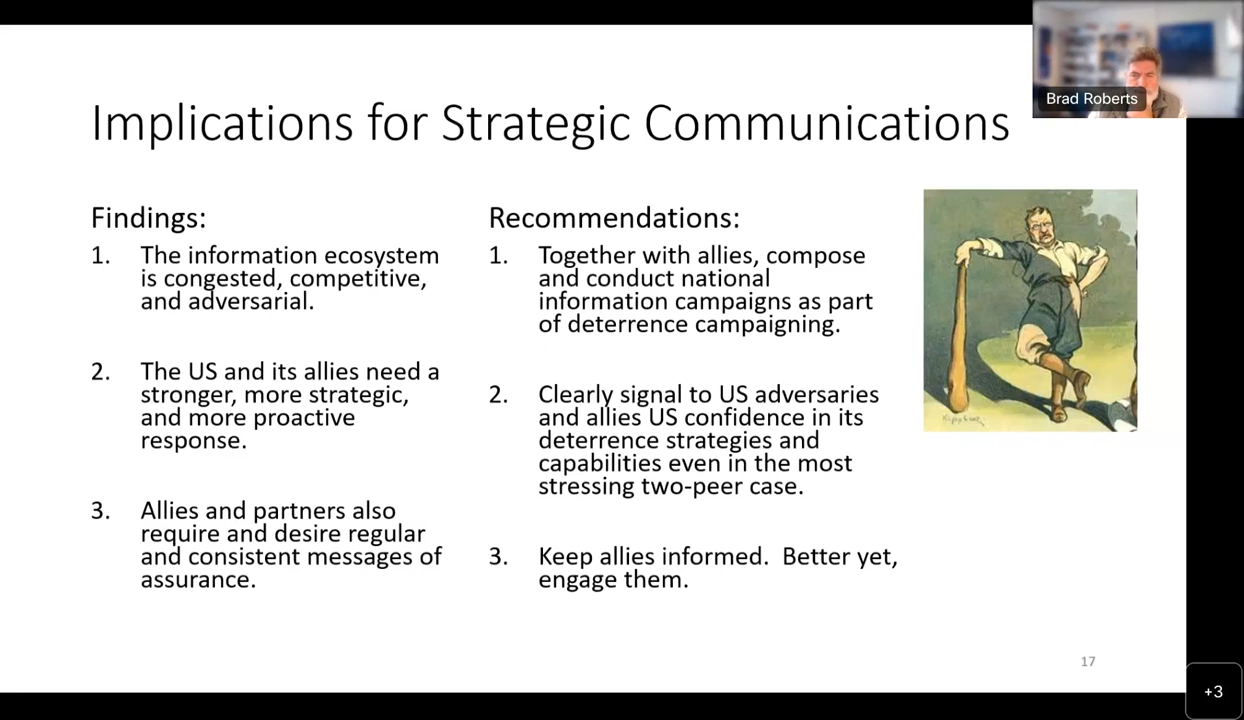 Brad Roberts
Implications for Strategic Communications
Findings:
1. The information ecosystem
is congested, competitive,
and adversarial.
2. The US and its allies need a
stronger, more strategic,
and more proactive
response.
3. Allies and partners also
require and desire regular
and consistent messages of
assurance.
Recommendations:
1. Together with allies, compose
and conduct national
information campaigns as part
of deterrence campaigning.
2. Clearly signal to US adversaries
and allies US confidence in its
deterrence strategies and
capabilities even in the most
stressing two-peer case.
3. Keep allies informed.  Better yet,
engage them.
17
+3